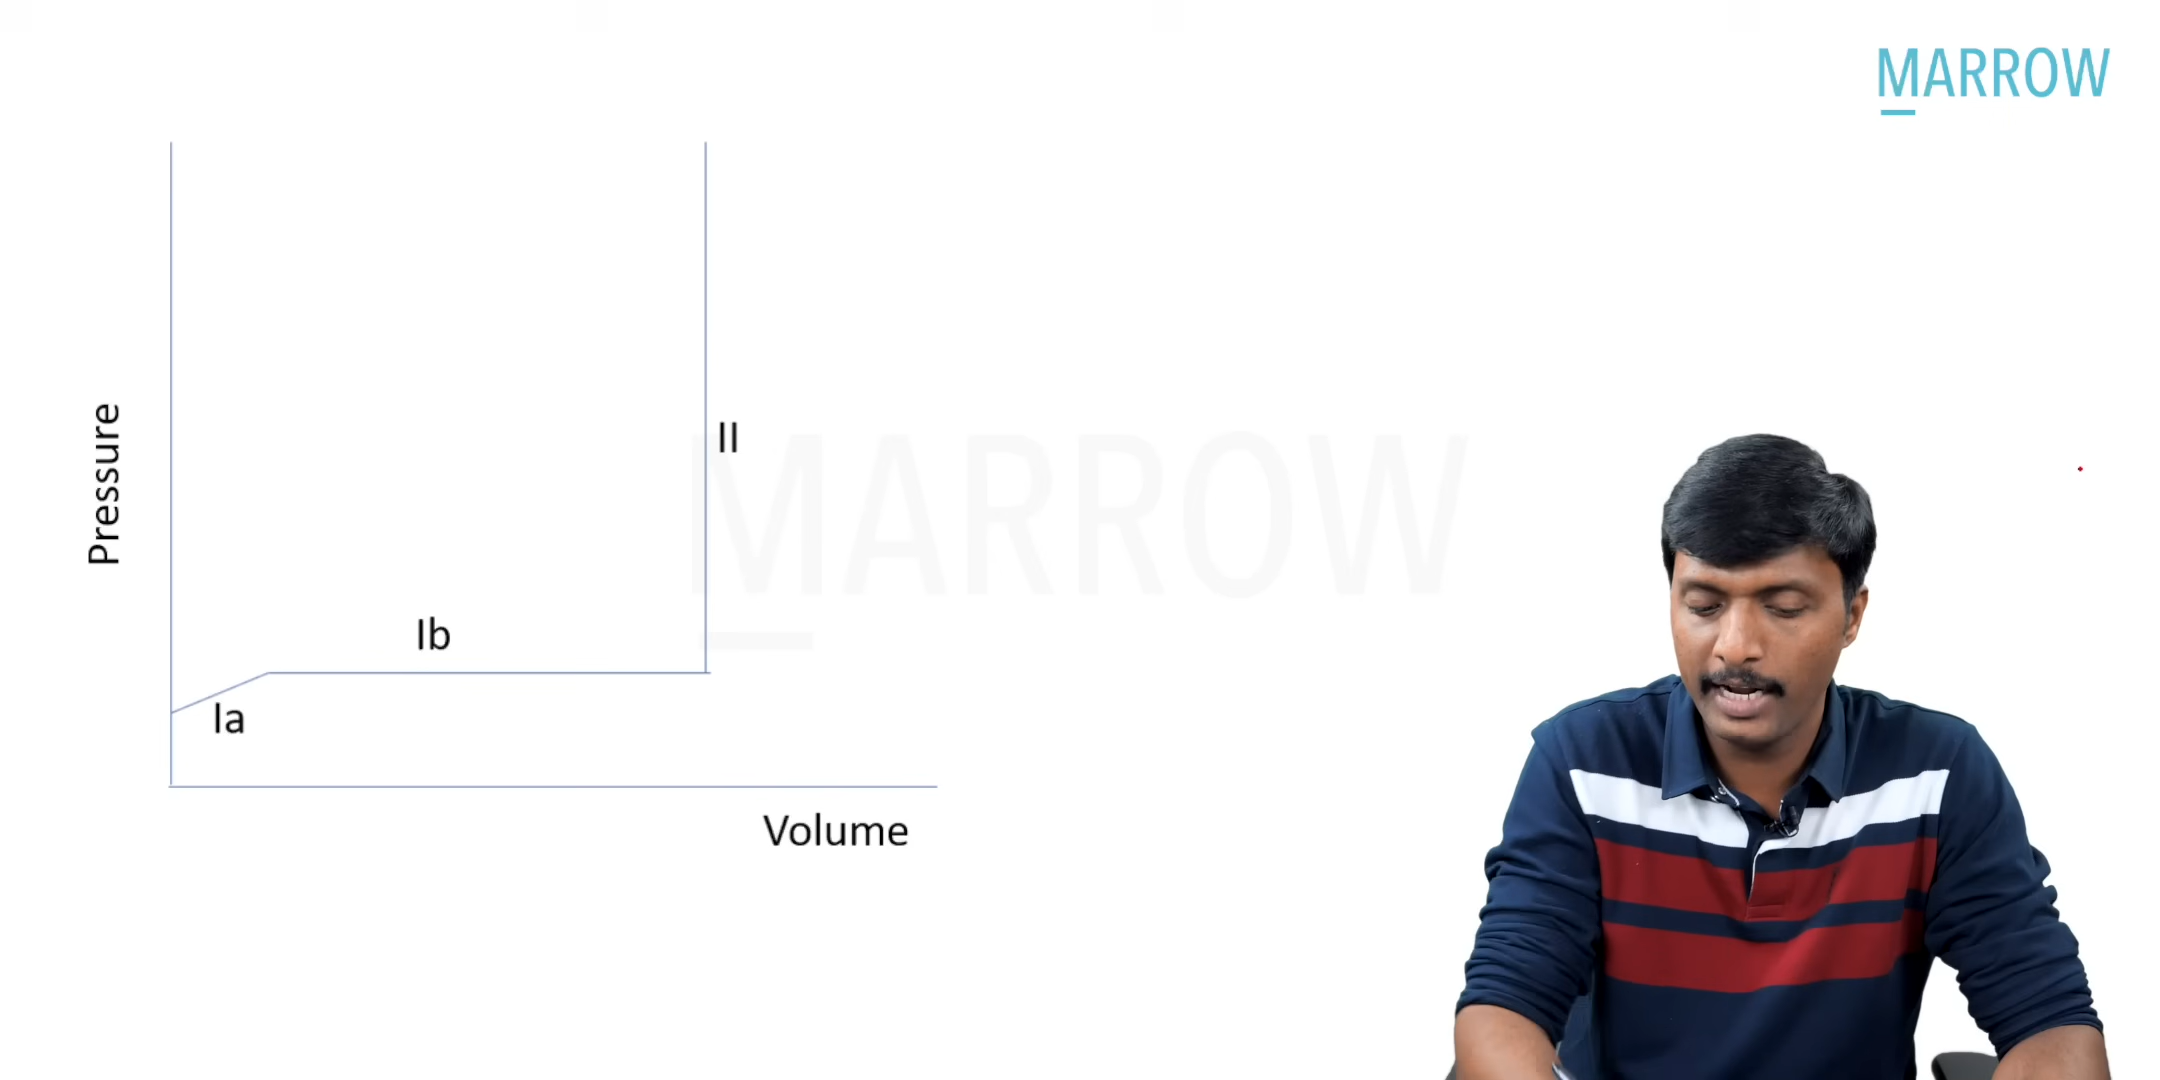 MARROW
Pressure
II
MARROW
Ib
Ia
Volume